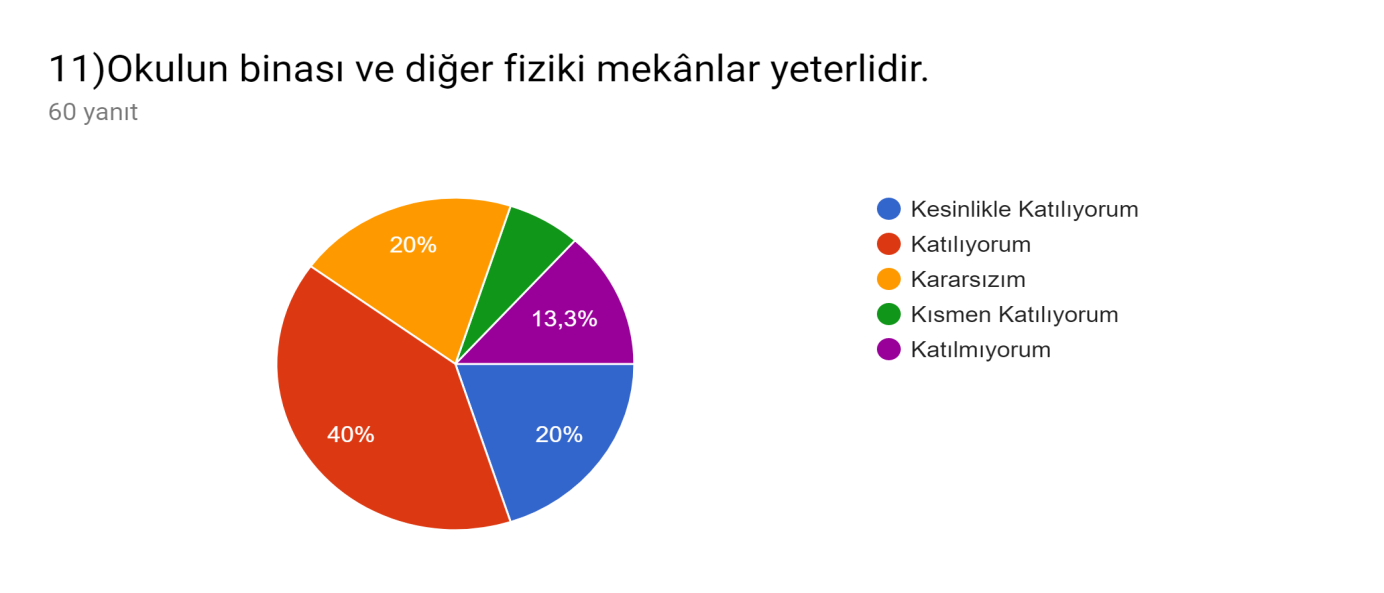 11)Okulun binası ve diğer fiziki mekânlar yeterlidir.
60 yanıt
Kesinlikle Katılıyorum
Katılıyorum
Kararsızım
Kısmen Katılıyorum
Katılmıyorum
20%
13,3%
40%
20%